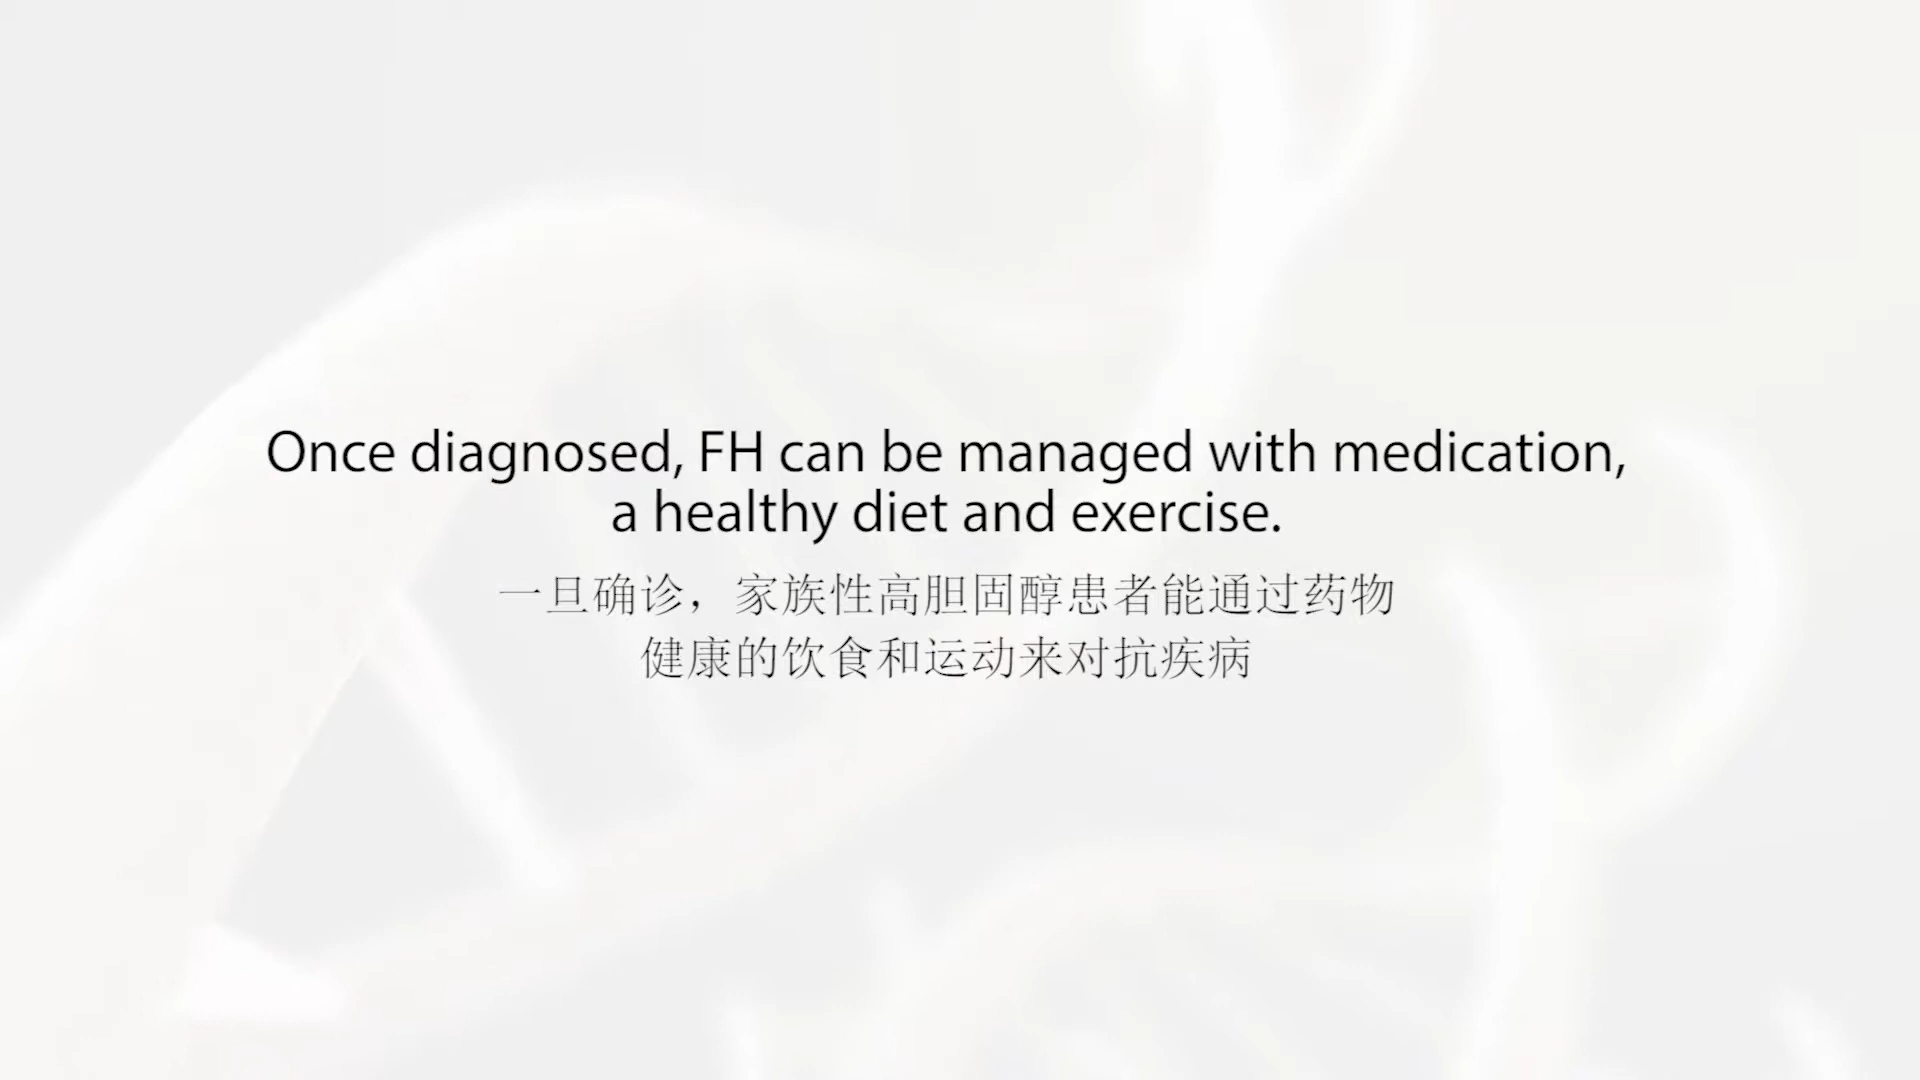 Once diagnosed, FH can be managed with medication,
a healthy diet and exercise.
一旦确诊，家族性高胆固醇患者能通过药物
健康的饮食和运动来对抗疾病